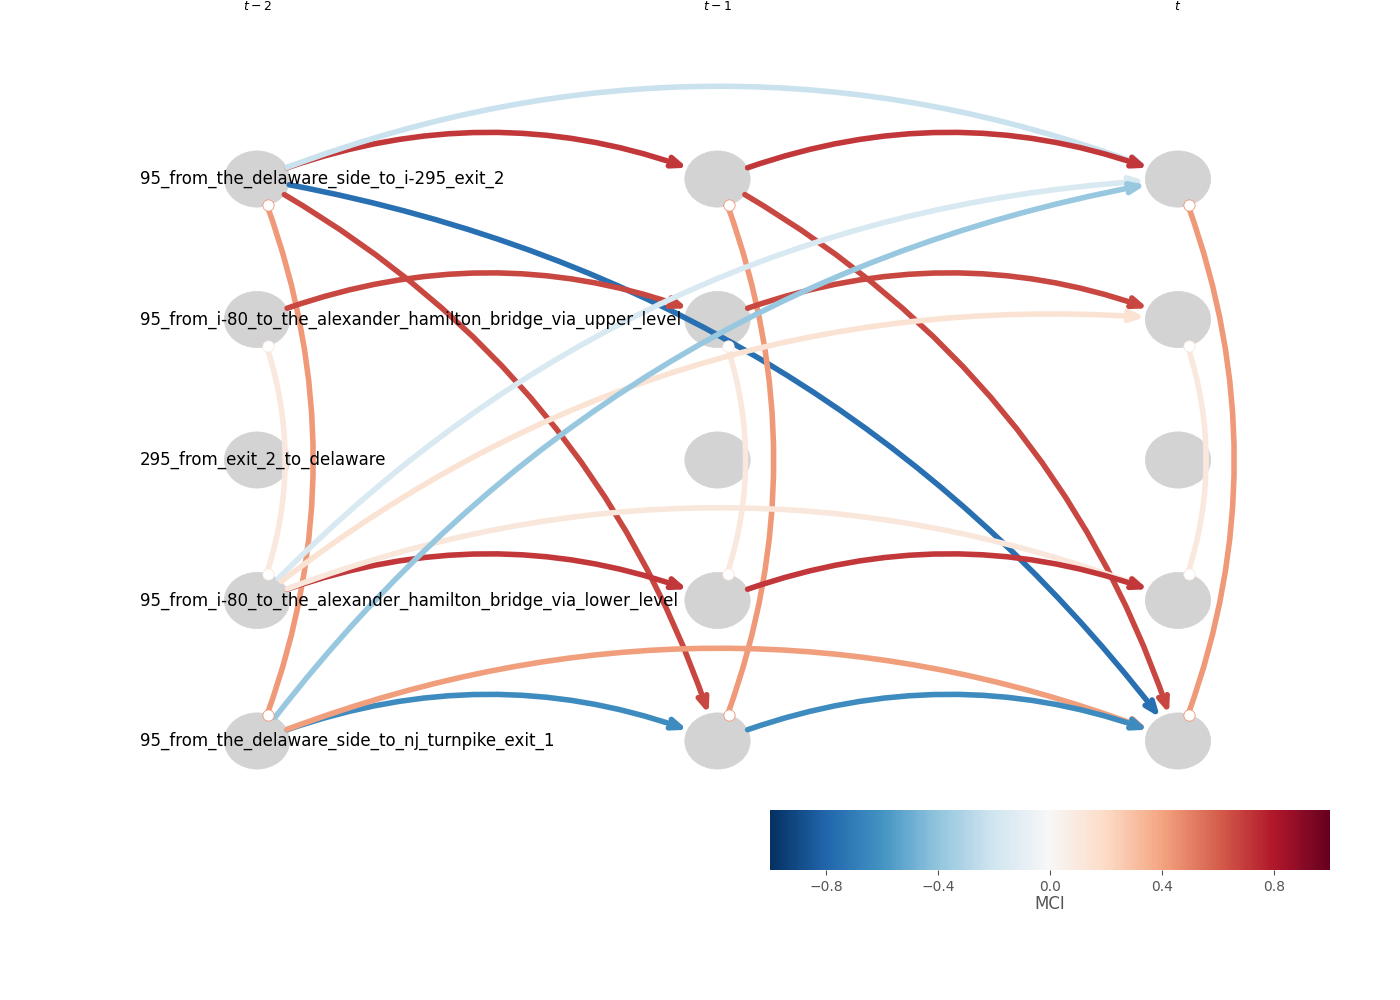 t − 2
t − 1
t
95_from_the_delaware_side_to_i-295_exit_2
95_from_i-80_to_the_alexander_hamilton_bridge_via_upper_level
295_from_exit_2_to_delaware
95_from_i-80_to_the_alexander_hamilton_bridge_via_lower_level
95_from_the_delaware_side_to_nj_turnpike_exit_1
−0.8
−0.4
0.0
0.4
0.8
MCI